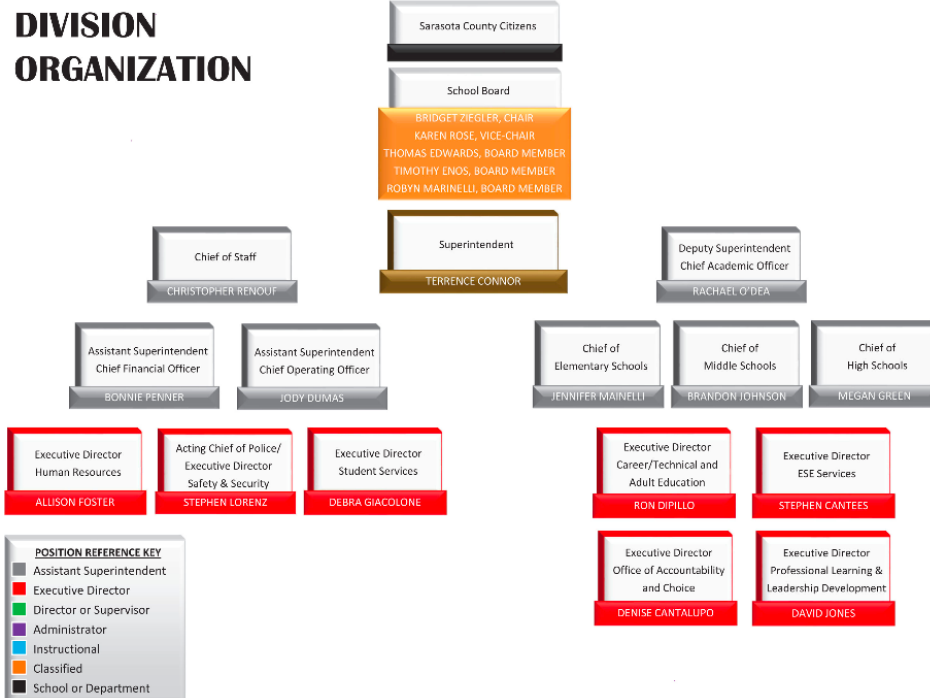 DIVISION
ORGANIZATION
Sarasota County Citizens
School Board
BRIDGET ZIEGLER, CHAIR
KAREN ROSE, VICE-CHAIR
THOMAS EDWARDS, BOARD MEMBER
TIMOTHY ENOS, BOARD MEMBER
ROBYN MARINELLI, BOARD MEMBER
Superintendent
TERRENCE CONNOR
Chief of Staff
CHRISTOPHER RENOUF
Deputy Superintendent
Chief Academic Officer
RACHAEL O'DEA
Assistant Superintendent
Chief Financial Officer
BONNIE PENNER
Assistant Superintendent
Chief Operating Officer
JODY DUMAS
Chief of
Elementary Schools
JENNIFER MAINELLI
Chief of
Middle Schools
BRANDON JOHNSON
Chief of
High Schools
MEGAN GREEN
Executive Director
Human Resources
ALLISON FOSTER
Acting Chief of Police/
Executive Director
Safety & Security
STEPHEN LORENZ
Executive Director
Student Services
DEBRA GIACOLONE
Executive Director
Career/Technical and
Adult Education
RON DIPILLO
Executive Director
ESE Services
STEPHEN CANTEES
Executive Director
Office of Accountability
and Choice
DENISE CANTALUPO
Executive Director
Professional Learning &
Leadership Development
DAVID JONES
POSITION REFERENCE KEY
Assistant Superintendent
Executive Director
Director or Supervisor
Administrator
Instructional
Classified
School or Department